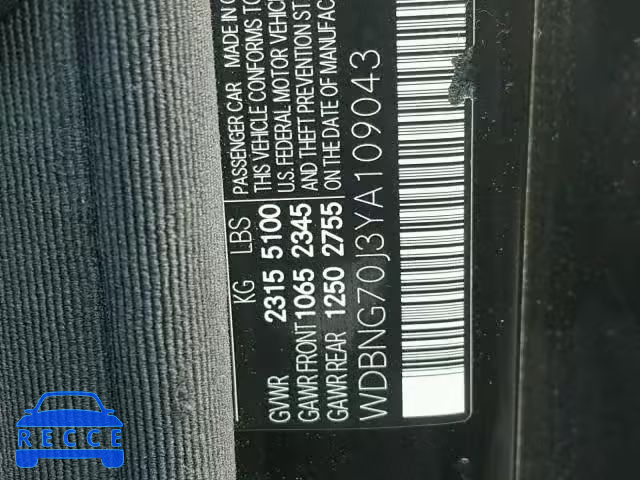 PASSENGER CAR MADE IN
THIS VEHICLE CONFORMS TO
U.S. FEDERAL MOTOR VEHIC
AND THEFT PREVENTION ST
ON THE DATE OF MANUFAC
KG LBS
GVWR 2315 5100
GAWR FRONT 1065 2345
GAWR REAR 1250 2755
WDBNG70J3YA109043
RECCE